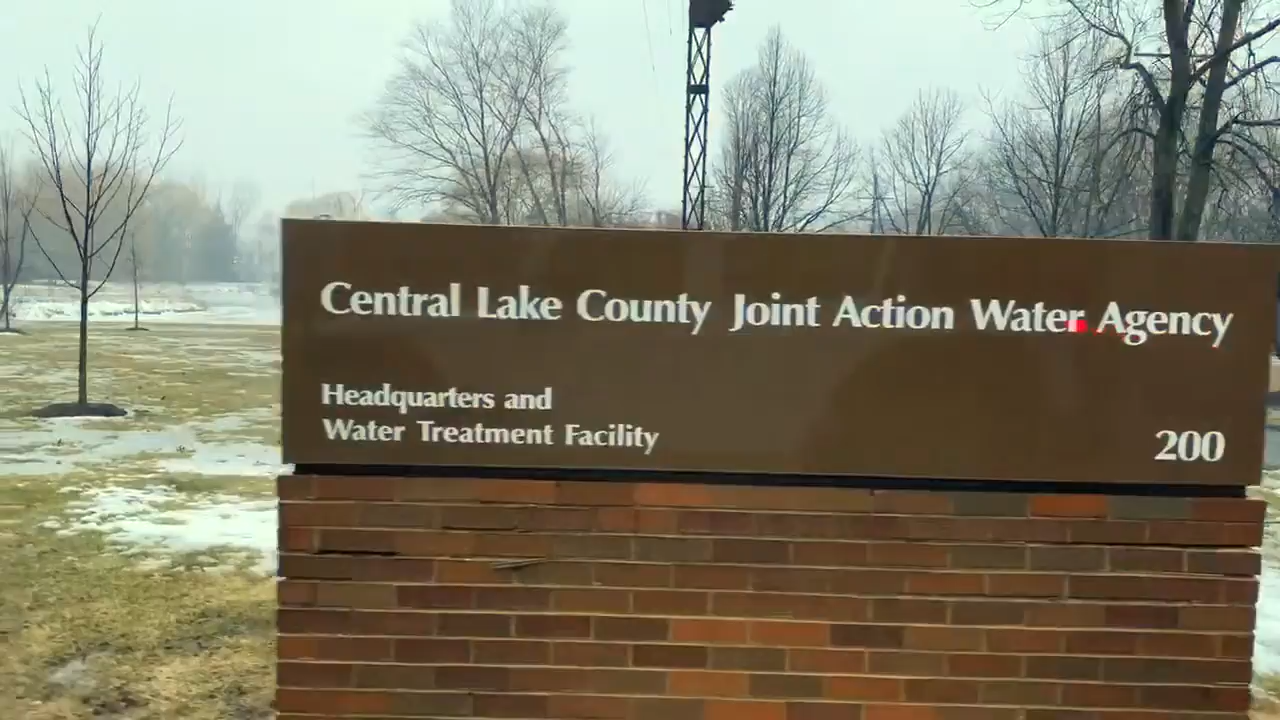 Central Lake County Joint Action Water Agency
Headquarters and
Water Treatment Facility
200